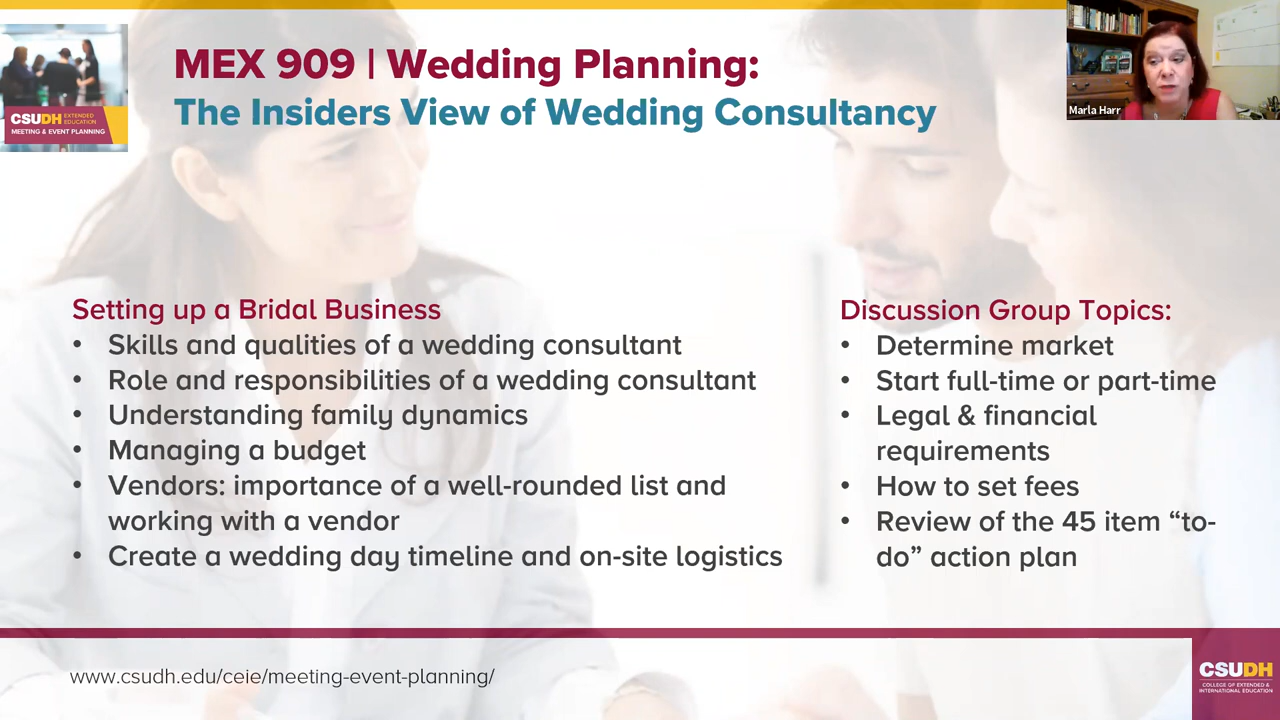 MEX 909 | Wedding Planning:
The Insiders View of Wedding Consultancy
CSUDH EXTENDED
EDUCATION
MEETING & EVENT PLANNING
Marla Harr
Setting up a Bridal Business
• Skills and qualities of a wedding consultant
• Role and responsibilities of a wedding consultant
• Understanding family dynamics
• Managing a budget
• Vendors: importance of a well-rounded list and
working with a vendor
• Create a wedding day timeline and on-site logistics
Discussion Group Topics:
• Determine market
• Start full-time or part-time
• Legal & financial
requirements
• How to set fees
• Review of the 45 item “to-
do” action plan
www.csudh.edu/ceie/meeting-event-planning/
CSUDH
COLLEGE OF EXTENDED &
INTERNATIONAL EDUCATION